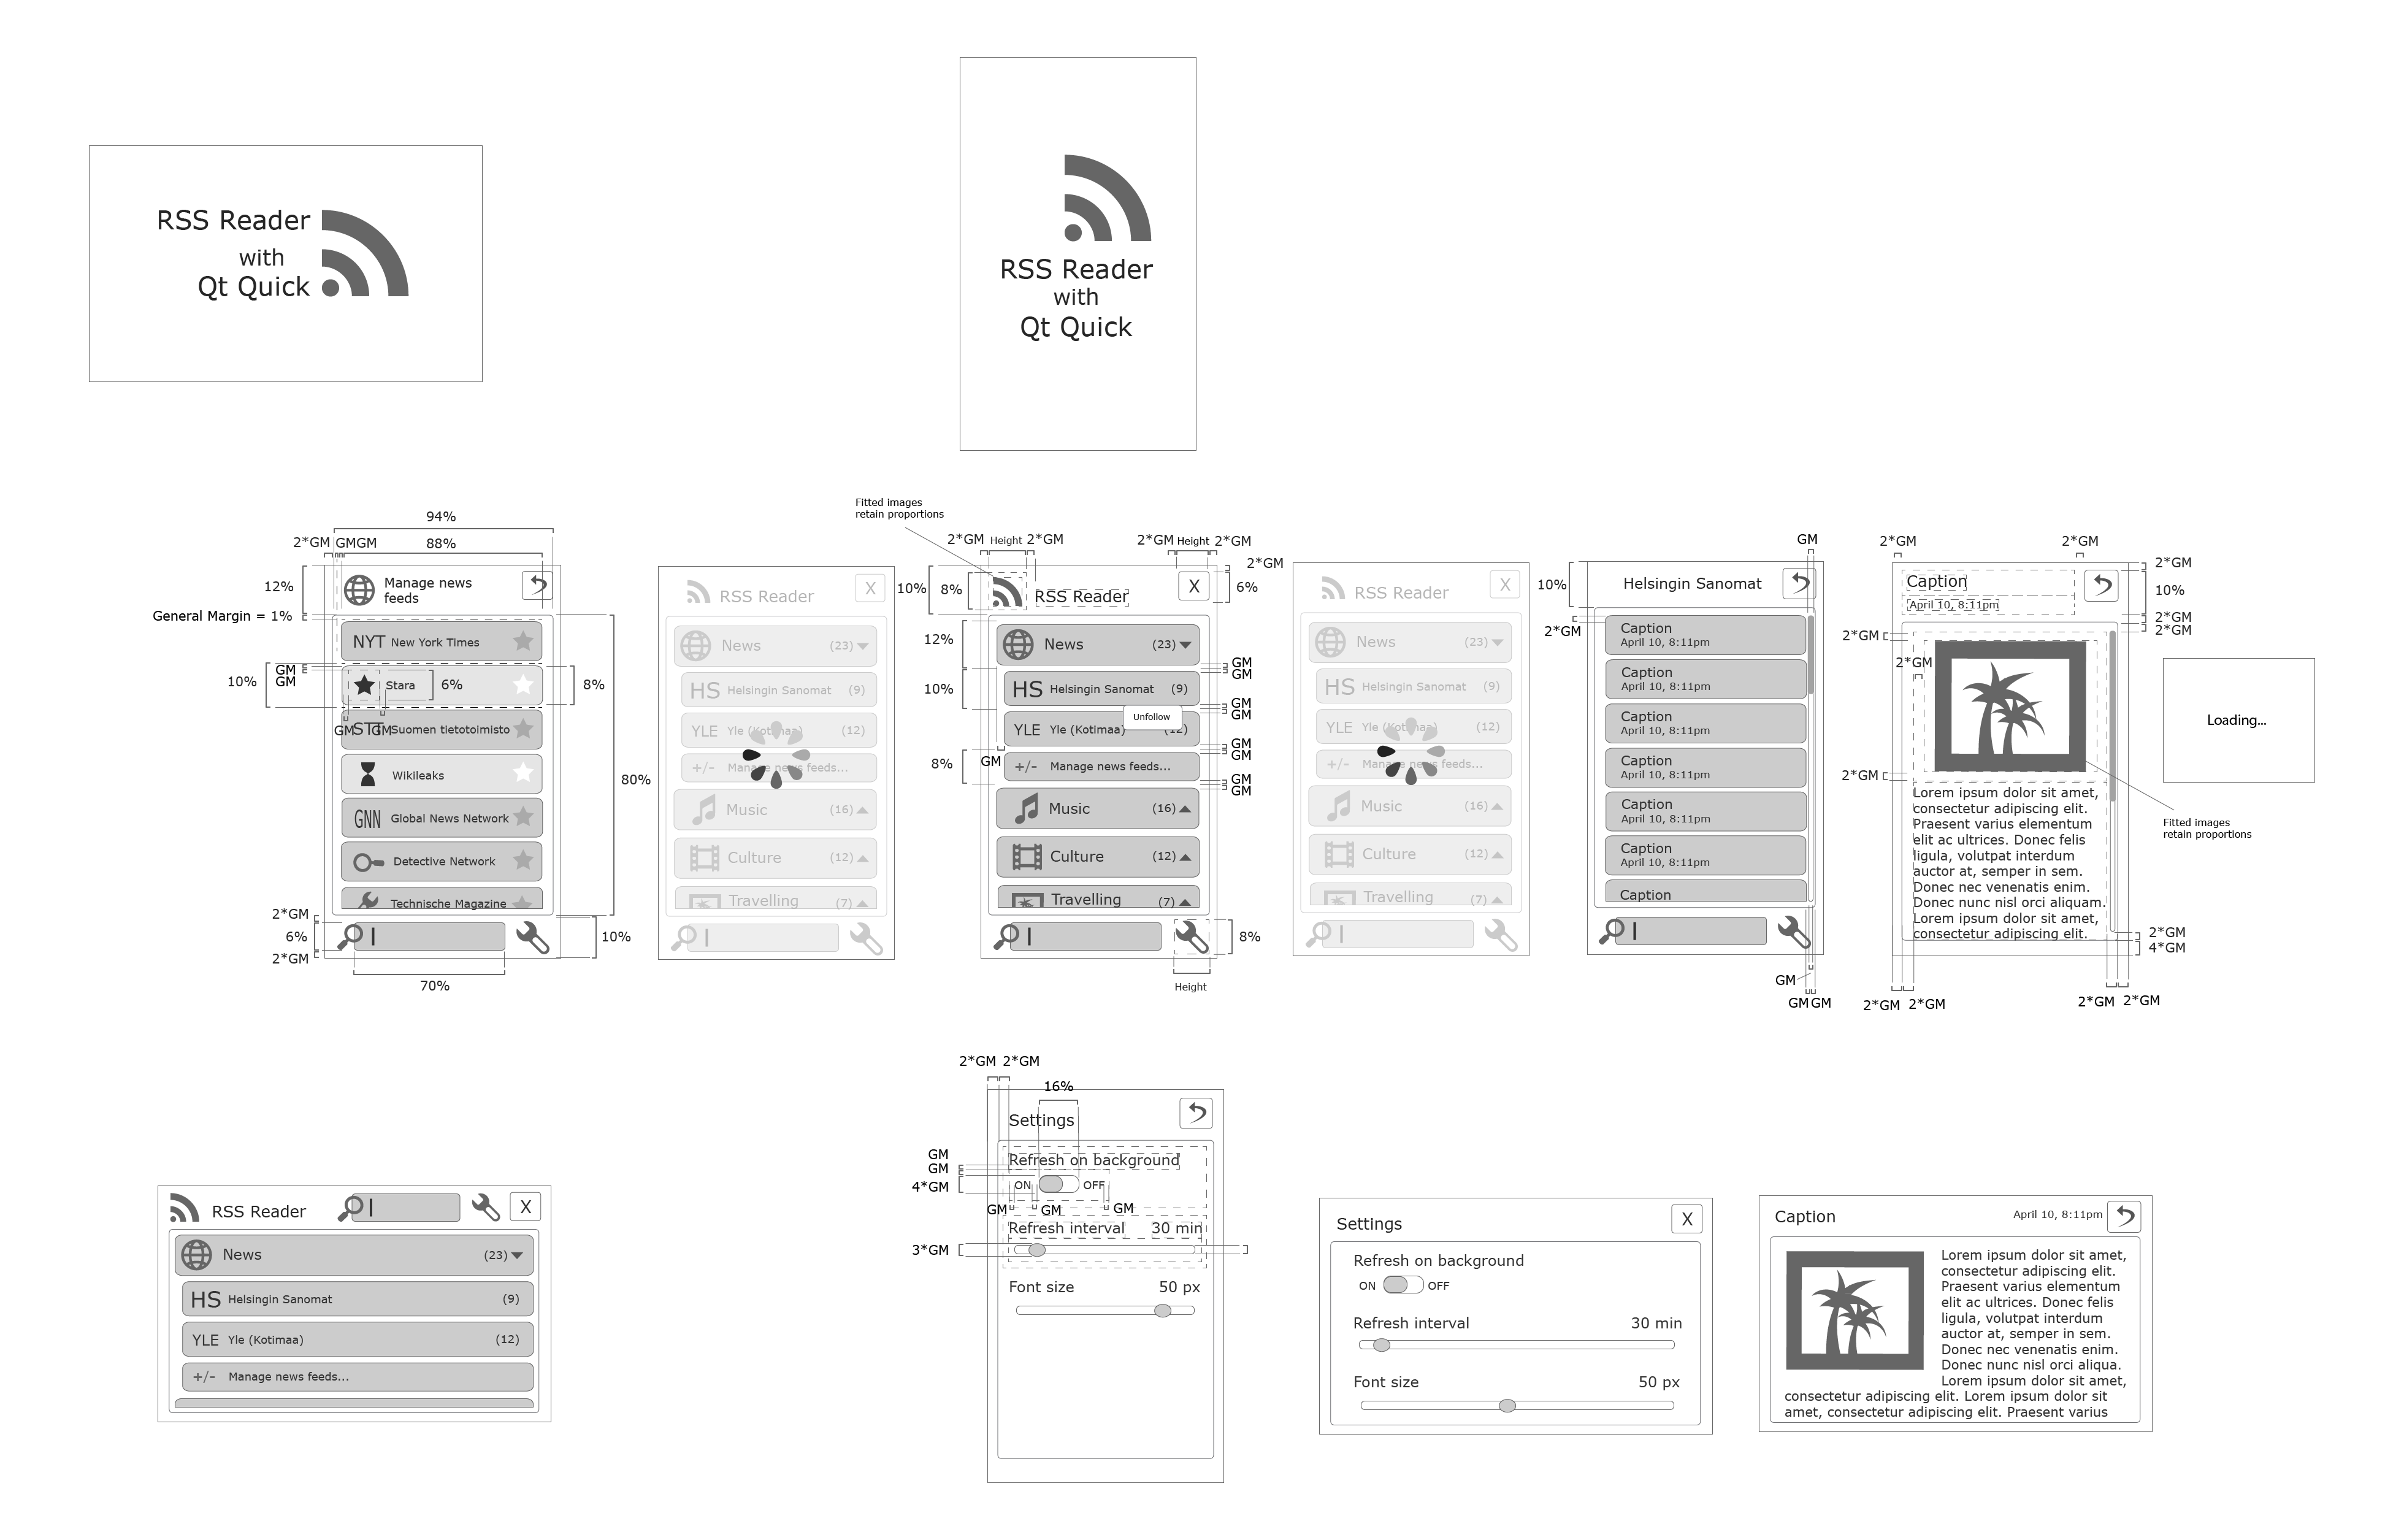 RSS Reader
with
Qt Quick
RSS Reader
with
Qt Quick
94%
2*GM GMGM 88%
12%
Manage news
feeds
General Margin = 1%
NYT New York Times
GM
GM
10%
Stara
6%
8%
GM GM
STT Suomen tietotoimisto
Wikileaks
80%
GNN Global News Network
Detective Network
Technische Magazine
2*GM
6%
2*GM
10%
70%
RSS Reader
X
News (23)
HS Helsingin Sanomat (9)
YLE Yle (Kotimaa) (12)
+/- Manage news feeds...
Music (16)
Culture (12)
Travelling (7)
Fitted images
retain proportions
2*GM Height 2*GM
2*GM Height 2*GM
2*GM
10%
8%
RSS Reader
X
6%
12%
News (23)
GM
GM
10%
HS Helsingin Sanomat (9)
GM
GM
Unfollow
YLE Yle (Kotimaa) (12)
GM
GM
GM
8%
+/- Manage news feeds...
GM
GM
Music (16)
Culture (12)
Travelling (7)
8%
Height
RSS Reader
X
News (23)
HS Helsingin Sanomat (9)
YLE Yle (Kotimaa) (12)
+/- Manage news feeds...
Music (16)
Culture (12)
Travelling (7)
GM
10%
Helsingin Sanomat
2*GM
Caption
April 10, 8:11pm
Caption
April 10, 8:11pm
Caption
April 10, 8:11pm
Caption
April 10, 8:11pm
Caption
April 10, 8:11pm
Caption
April 10, 8:11pm
Caption
GM
GM GM
2*GM
2*GM
2*GM
Caption
10%
April 10, 8:11pm
2*GM
2*GM
2*GM
2*GM
2*GM
Lorem ipsum dolor sit amet,
consectetur adipiscing elit.
Praesent varius elementum
elit ac ultrices. Donec felis
ligula, volutpat interdum
auctor at, semper in sem.
Donec nec venenatis enim.
Donec nunc nisl orci aliquam.
Lorem ipsum dolor sit amet,
consectetur adipiscing elit.
Fitted images
retain proportions
2*GM
4*GM
2*GM 2*GM
2*GM 2*GM
Loading...
2*GM 2*GM
16%
Settings
GM
GM
Refresh on background
4*GM
ON OFF
GM GM GM
Refresh interval 30 min
3*GM
Font size 50 px
RSS Reader
X
News (23)
HS Helsingin Sanomat (9)
YLE Yle (Kotimaa) (12)
+/- Manage news feeds...
Settings
X
Refresh on background
ON OFF
Refresh interval 30 min
Font size 50 px
Caption
April 10, 8:11pm
Lorem ipsum dolor sit amet,
consectetur adipiscing elit.
Praesent varius elementum
elit ac ultrices. Donec felis
ligula, volutpat interdum
auctor at, semper in sem.
Donec nec venenatis enim.
Donec nunc nisl orci aliqua.
Lorem ipsum dolor sit amet,
consectetur adipiscing elit. Lorem ipsum dolor sit
amet, consectetur adipiscing elit. Praesent varius